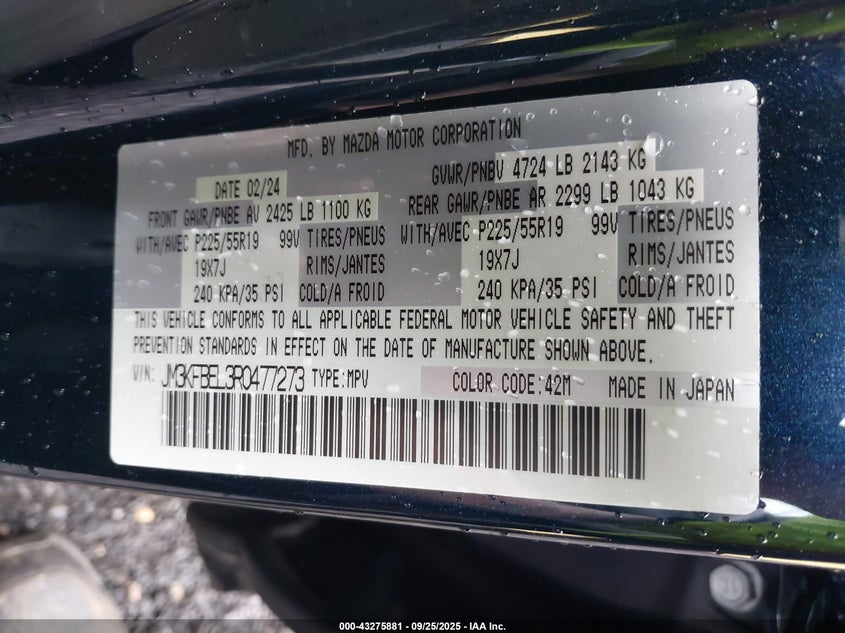 MFD. BY MAZDA MOTOR CORPORATION
DATE 02/24 GVWR/PNBV 4724 LB 2143 KG
FRONT GAWR/PNBE AV 2425 LB 1100 KG REAR GAWR/PNBE AR 2299 LB 1043 KG
WITH/AVEC P225/55R19 99V TIRES/PNEUS WITH/AVEC P225/55R19 99V TIRES/PNEUS
19X7J RIMS/JANTES 19X7J RIMS/JANTES
240 KPA/35 PSI COLD/A FROID 240 KPA/35 PSI COLD/A FROID
THIS VEHICLE CONFORMS TO ALL APPLICABLE FEDERAL MOTOR VEHICLE SAFETY AND THEFT
PREVENTION STANDARDS IN EFFECT ON THE DATE OF MANUFACTURE SHOWN ABOVE.
VIN: JM3KFBEL3R0477273 TYPE:MPV COLOR CODE:42M MADE IN JAPAN
000-43275881 - 09/25/2025 - IAA Inc.